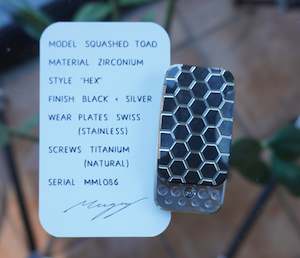 MODEL SQUASHED TOAD
MATERIAL ZIRCONIUM
STYLE "HEX"
FINISH BLACK + SILVER
WEAR PLATES SWISS
(STAINLESS)
SCREWS TITANIUM
(NATURAL)
SERIAL MML086